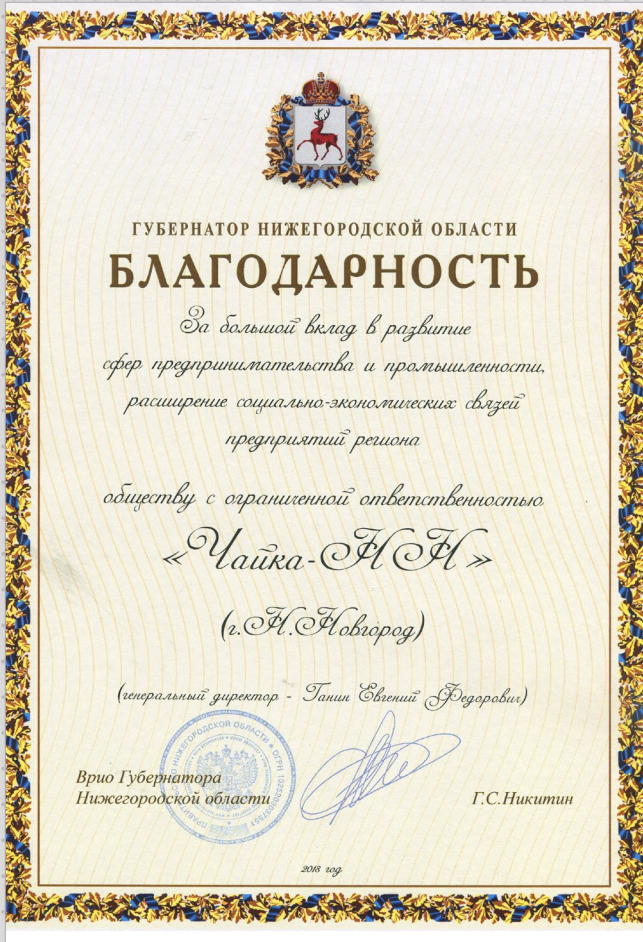 ГУБЕРНАТОР НИЖЕГОРОДСКОЙ ОБЛАСТИ
БЛАГОДАРНОСТЬ
За большой вклад в развитие
сфер предпринимательства и промышленности,
расширение социально-экономических связей
предприятий региона
обществу с ограниченной ответственностью
«Чайка-НН»
(г.Н.Новгород)
(генеральный директор - Ганин Евгений Федорович)
Врио Губернатора
Нижегородской области
Г.С.Никитин
2018 год